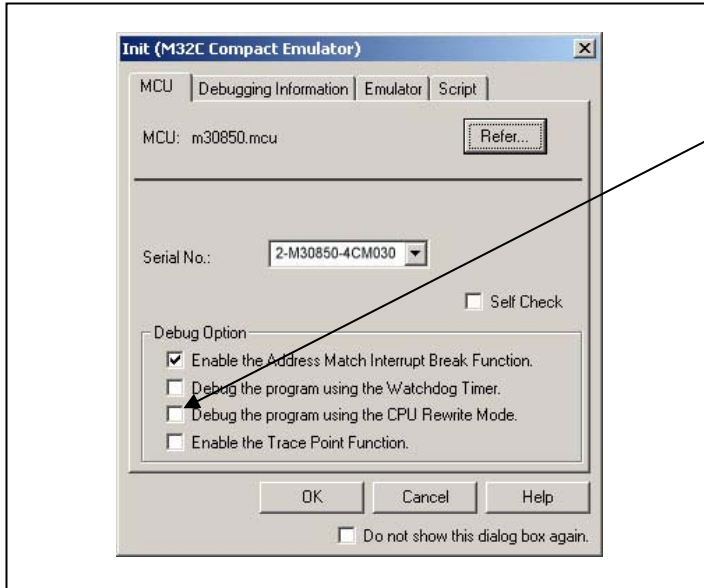 Init (M32C Compact Emulator)
MCU
Debugging Information
Emulator
Script
MCU: m30850.mcu
Refer...
Serial No.:
2-M30850-4CM030
Self Check
Debug Option
Enable the Address Match Interrupt Break Function.
Debug the program using the Watchdog Timer.
Debug the program using the CPU Rewrite Mode.
Enable the Trace Point Function.
OK
Cancel
Help
Do not show this dialog box again.